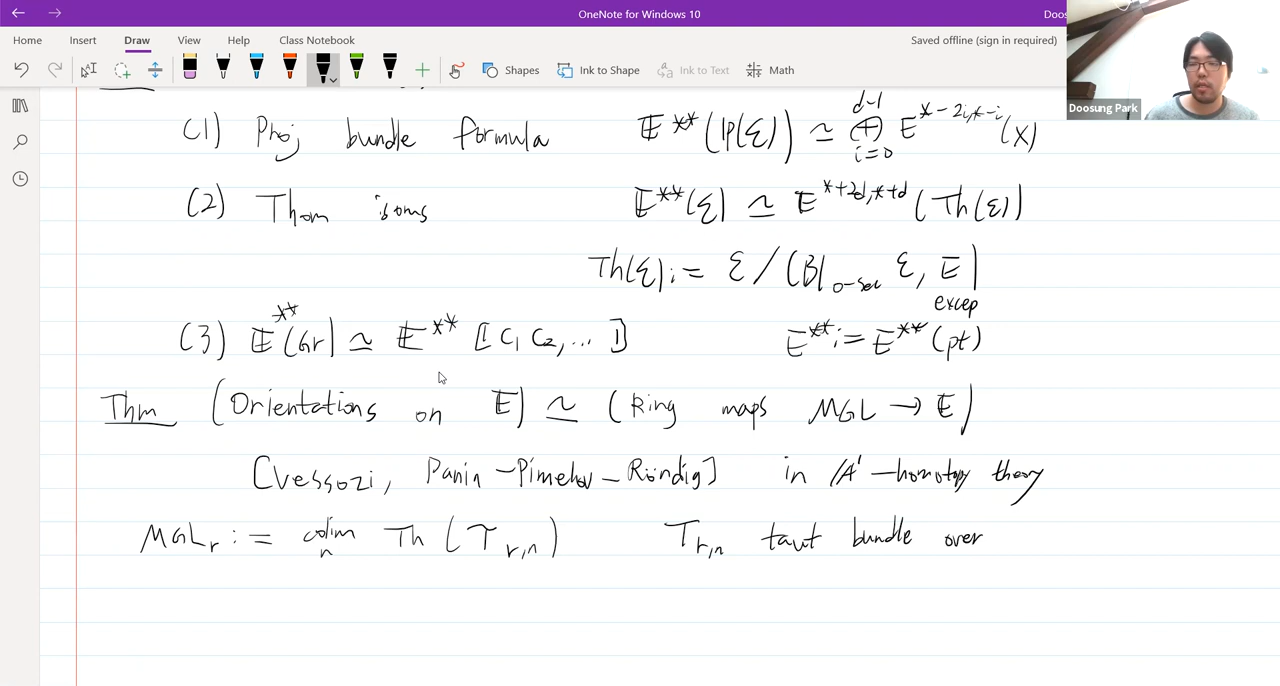 OneNote for Windows 10
Doos
Home Insert Draw View Help Class Notebook
Saved offline (sign in required)
Shapes Ink to Shape Ink to Text Math
Doosung Park
(1) Proj bundle formula E**(P(ℰ)) ≃ ⊕_{i=0}^{d-1} E^{*-2i,*-i}(X)
(2) Thom isoms E**(ℰ) ≃ E^{*+2d,*+d}(Th(ℰ))
Th(ℰ) := ℰ/(Bl_{0-sec} ℰ, E)
excep
(3) E**(Gr) ≃ E**[[c₁ c₂, ... ]] E** := E**(pt)
Thm (Orientations on E) ≃ (Ring maps MGL → E)
[Vessozi, Panin-Pimenov-Röndig] in A¹-homotopy theory
MGL_r := colim_n Th(T_{r,n}) T_{r,n} taut bundle over